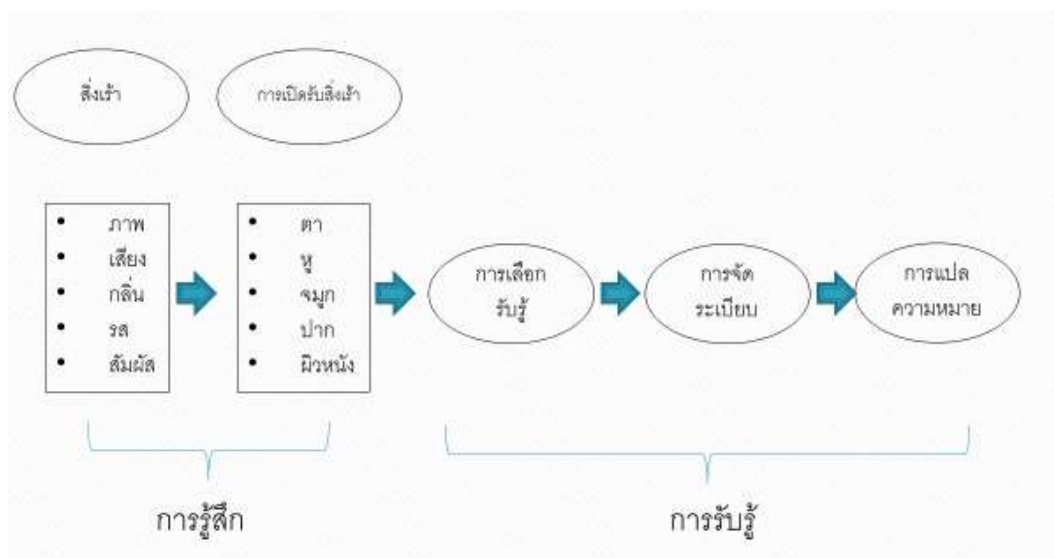 สิ่งเร้า
การเปิดรับสิ่งเร้า
• ภาพ
• เสียง
• กลิ่น
• รส
• สัมผัส
• ตา
• หู
• จมูก
• ปาก
• ผิวหนัง
การเลือก
รับรู้
การจัด
ระเบียบ
การแปล
ความหมาย
การรู้สึก
การรับรู้